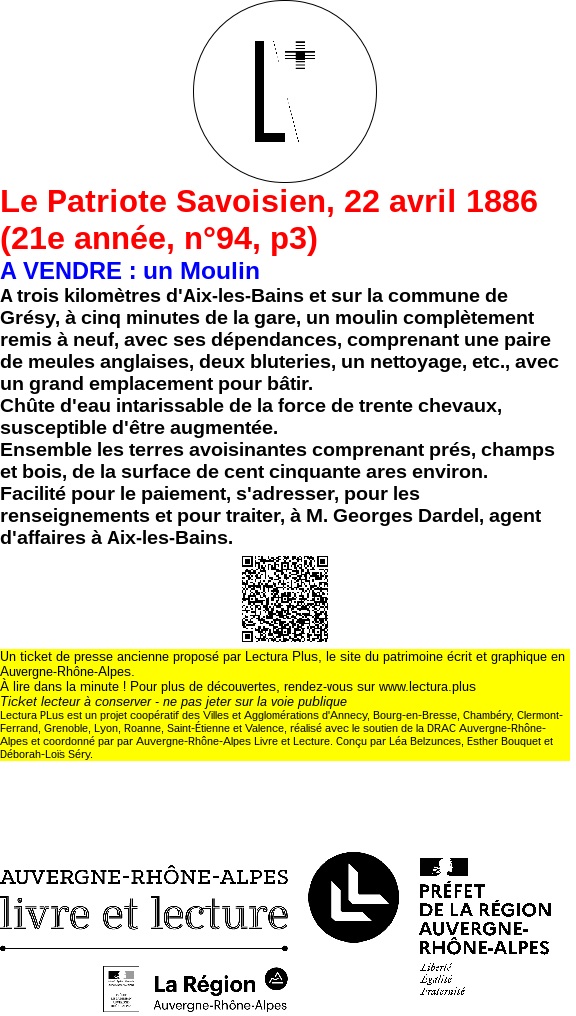 L+
Le Patriote Savoisien, 22 avril 1886
(21e année, n°94, p3)
A VENDRE : un Moulin
A trois kilomètres d'Aix-les-Bains et sur la commune de
Grésy, à cinq minutes de la gare, un moulin complètement
remis à neuf, avec ses dépendances, comprenant une paire
de meules anglaises, deux bluteries, un nettoyage, etc., avec
un grand emplacement pour bâtir.
Chûte d'eau intarissable de la force de trente chevaux,
susceptible d'être augmentée.
Ensemble les terres avoisinantes comprenant prés, champs
et bois, de la surface de cent cinquante ares environ.
Facilité pour le paiement, s'adresser, pour les
renseignements et pour traiter, à M. Georges Dardel, agent
d'affaires à Aix-les-Bains.
Un ticket de presse ancienne proposé par Lectura Plus, le site du patrimoine écrit et graphique en
Auvergne-Rhône-Alpes.
À lire dans la minute ! Pour plus de découvertes, rendez-vous sur www.lectura.plus
Ticket lecteur à conserver - ne pas jeter sur la voie publique
Lectura PLus est un projet coopératif des Villes et Agglomérations d'Annecy, Bourg-en-Bresse, Chambéry, Clermont-
Ferrand, Grenoble, Lyon, Roanne, Saint-Étienne et Valence, réalisé avec le soutien de la DRAC Auvergne-Rhône-
Alpes et coordonné par par Auvergne-Rhône-Alpes Livre et Lecture. Conçu par Léa Belzunces, Esther Bouquet et
Déborah-Loïs Séry.
AUVERGNE-RHÔNE-ALPES
livre et lecture
La Région
Auvergne-Rhône-Alpes
PRÉFET
DE LA RÉGION
AUVERGNE-
RHÔNE-ALPES
Liberté
Égalité
Fraternité